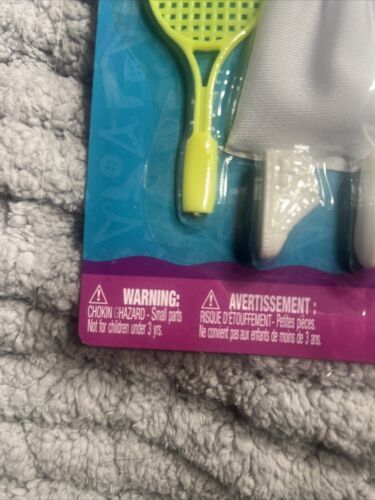 WARNING:
CHOKIN GHAZARD - Small parts
Not for children under 3 yrs.
AVERTISSEMENT :
RISQUE D'ÉTOUFFEMENT - Petites pièces.
Ne convient pas aux enfants de moins de 3 ans.